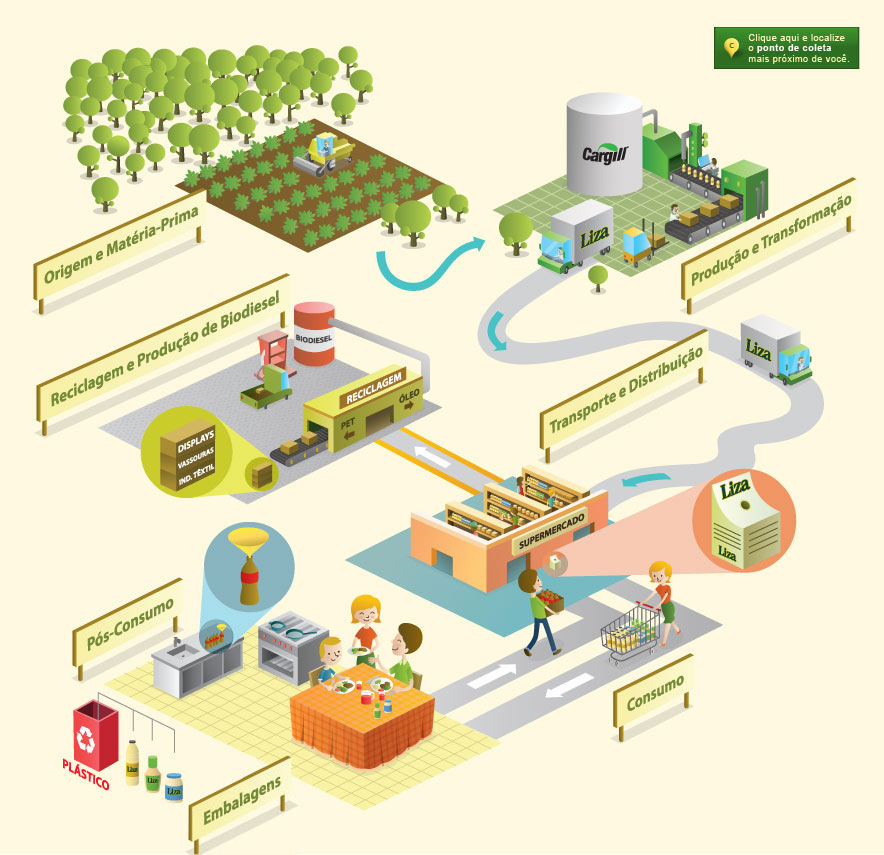 Clique aqui e localize
o ponto de coleta
mais próximo de você.
Cargill
Liza
Origem e Matéria-Prima
Produção e Transformação
Reciclagem e Produção de Biodiesel
BIODIESEL
Liza
Transporte e Distribuição
RECICLAGEM
PET
ÓLEO
DISPLAYS
VASSOURAS
IND. TÊXTIL
SUPERMERCADO
Liza
Liza
Pós-Consumo
Consumo
PLÁSTICO
Liza
Liza
Liza
Embalagens